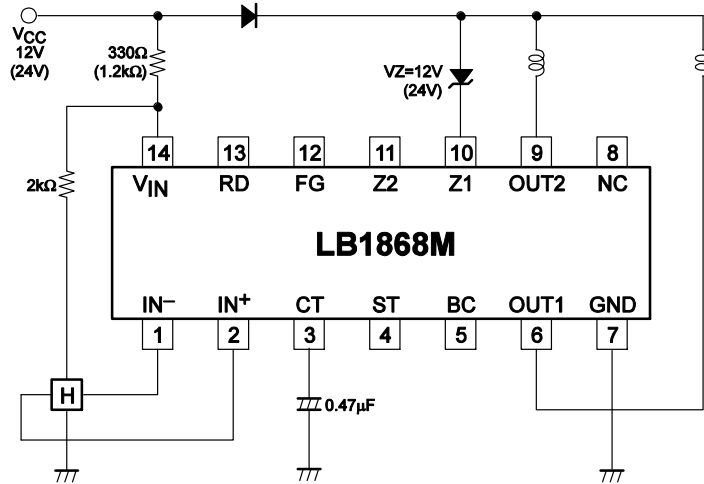 VCC
12V
(24V)
330Ω
(1.2kΩ)
VZ=12V
(24V)
2kΩ
14 13 12 11 10 9 8
VIN RD FG Z2 Z1 OUT2 NC
LB1868M
IN– IN+ CT ST BC OUT1 GND
1 2 3 4 5 6 7
H
0.47µF